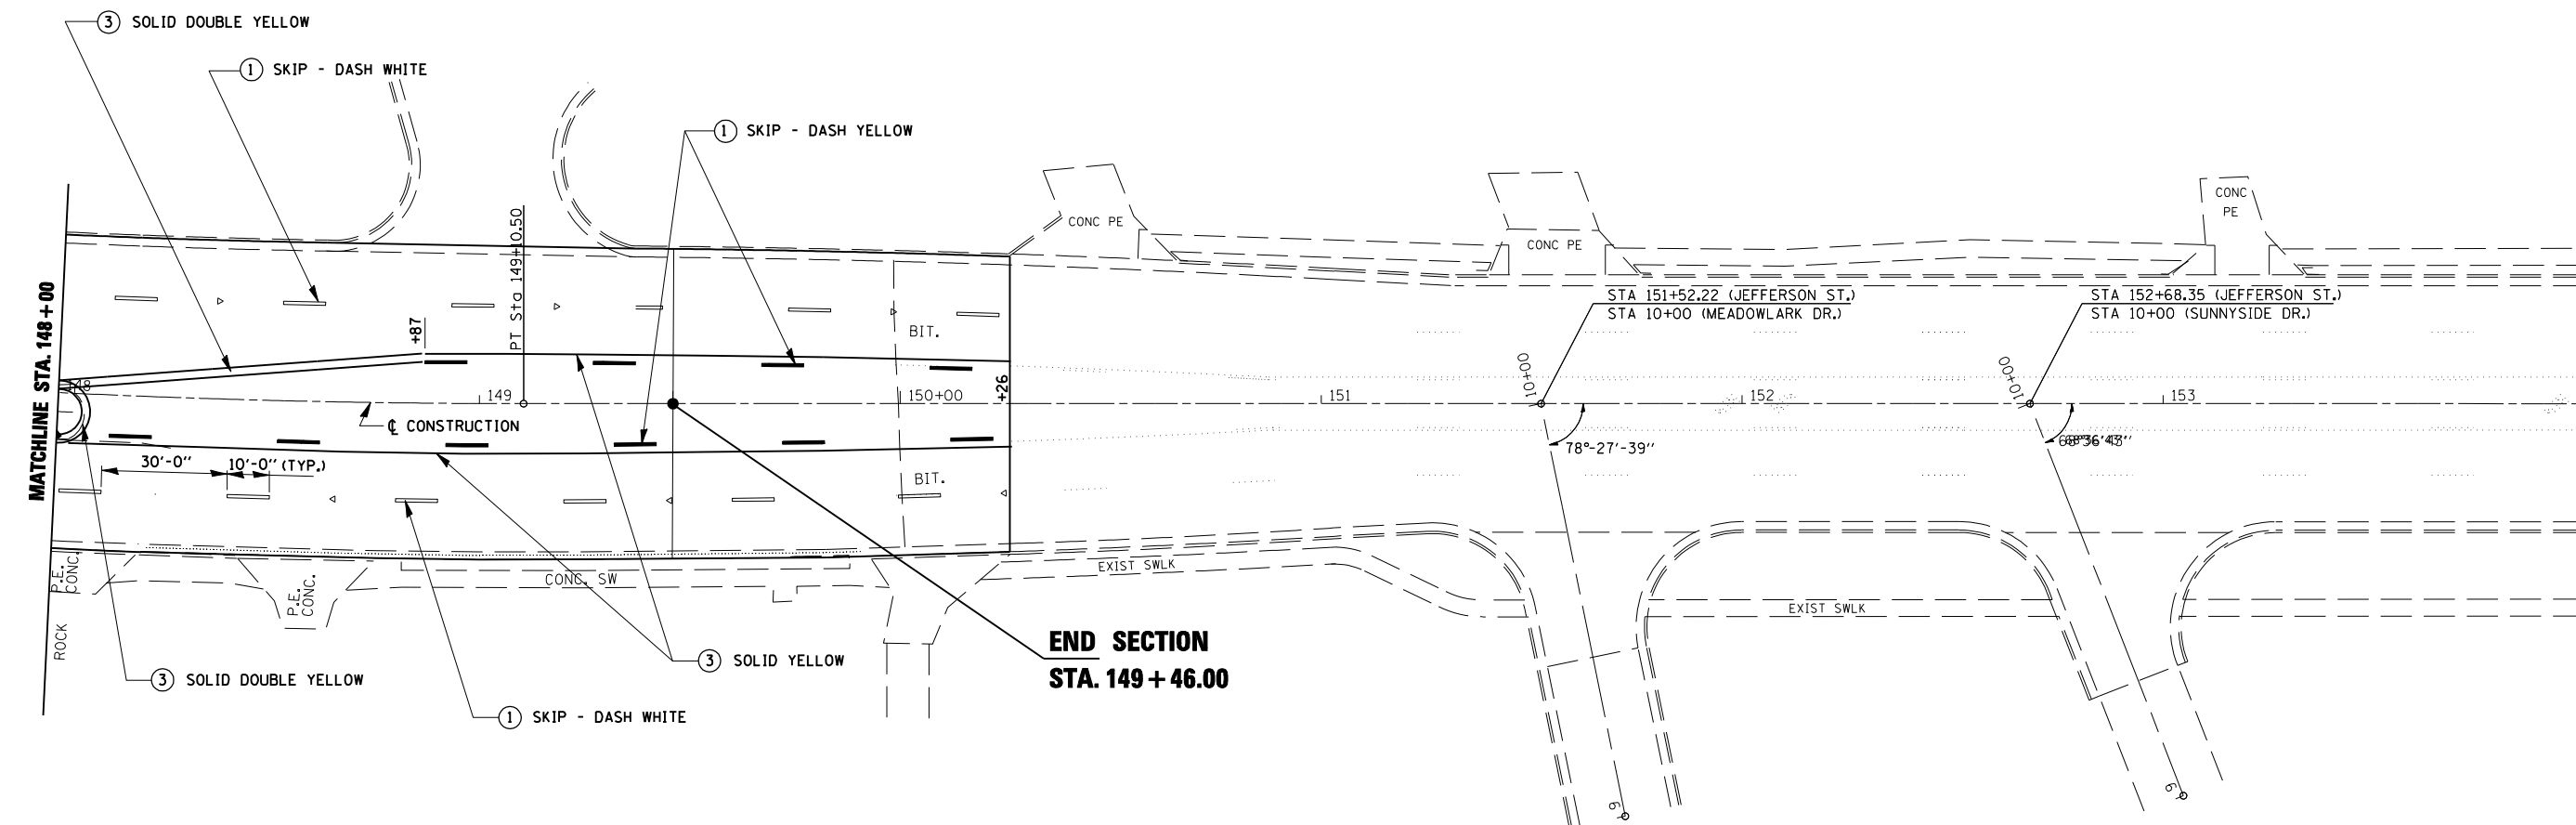 3 SOLID DOUBLE YELLOW
1 SKIP - DASH WHITE
1 SKIP - DASH YELLOW
MATCHLINE STA. 148+00
+87
PT Sta 149+10.50
CONC PE
CONC PE
CONC
PE
BIT.
STA 151+52.22 (JEFFERSON ST.)
STA 10+00 (MEADOWLARK DR.)
STA 152+68.35 (JEFFERSON ST.)
STA 10+00 (SUNNYSIDE DR.)
10+00
10+00
148
149
150+00
+26
151
152
153
℄ CONSTRUCTION
78°-27'-39"
30'-0"
10'-0" (TYP.)
BIT.
P.E.
CONC.
P.E.
CONC.
CONC. SW
EXIST SWLK
EXIST SWLK
ROCK
END SECTION
STA. 149+46.00
3 SOLID YELLOW
3 SOLID DOUBLE YELLOW
1 SKIP - DASH WHITE
9
9